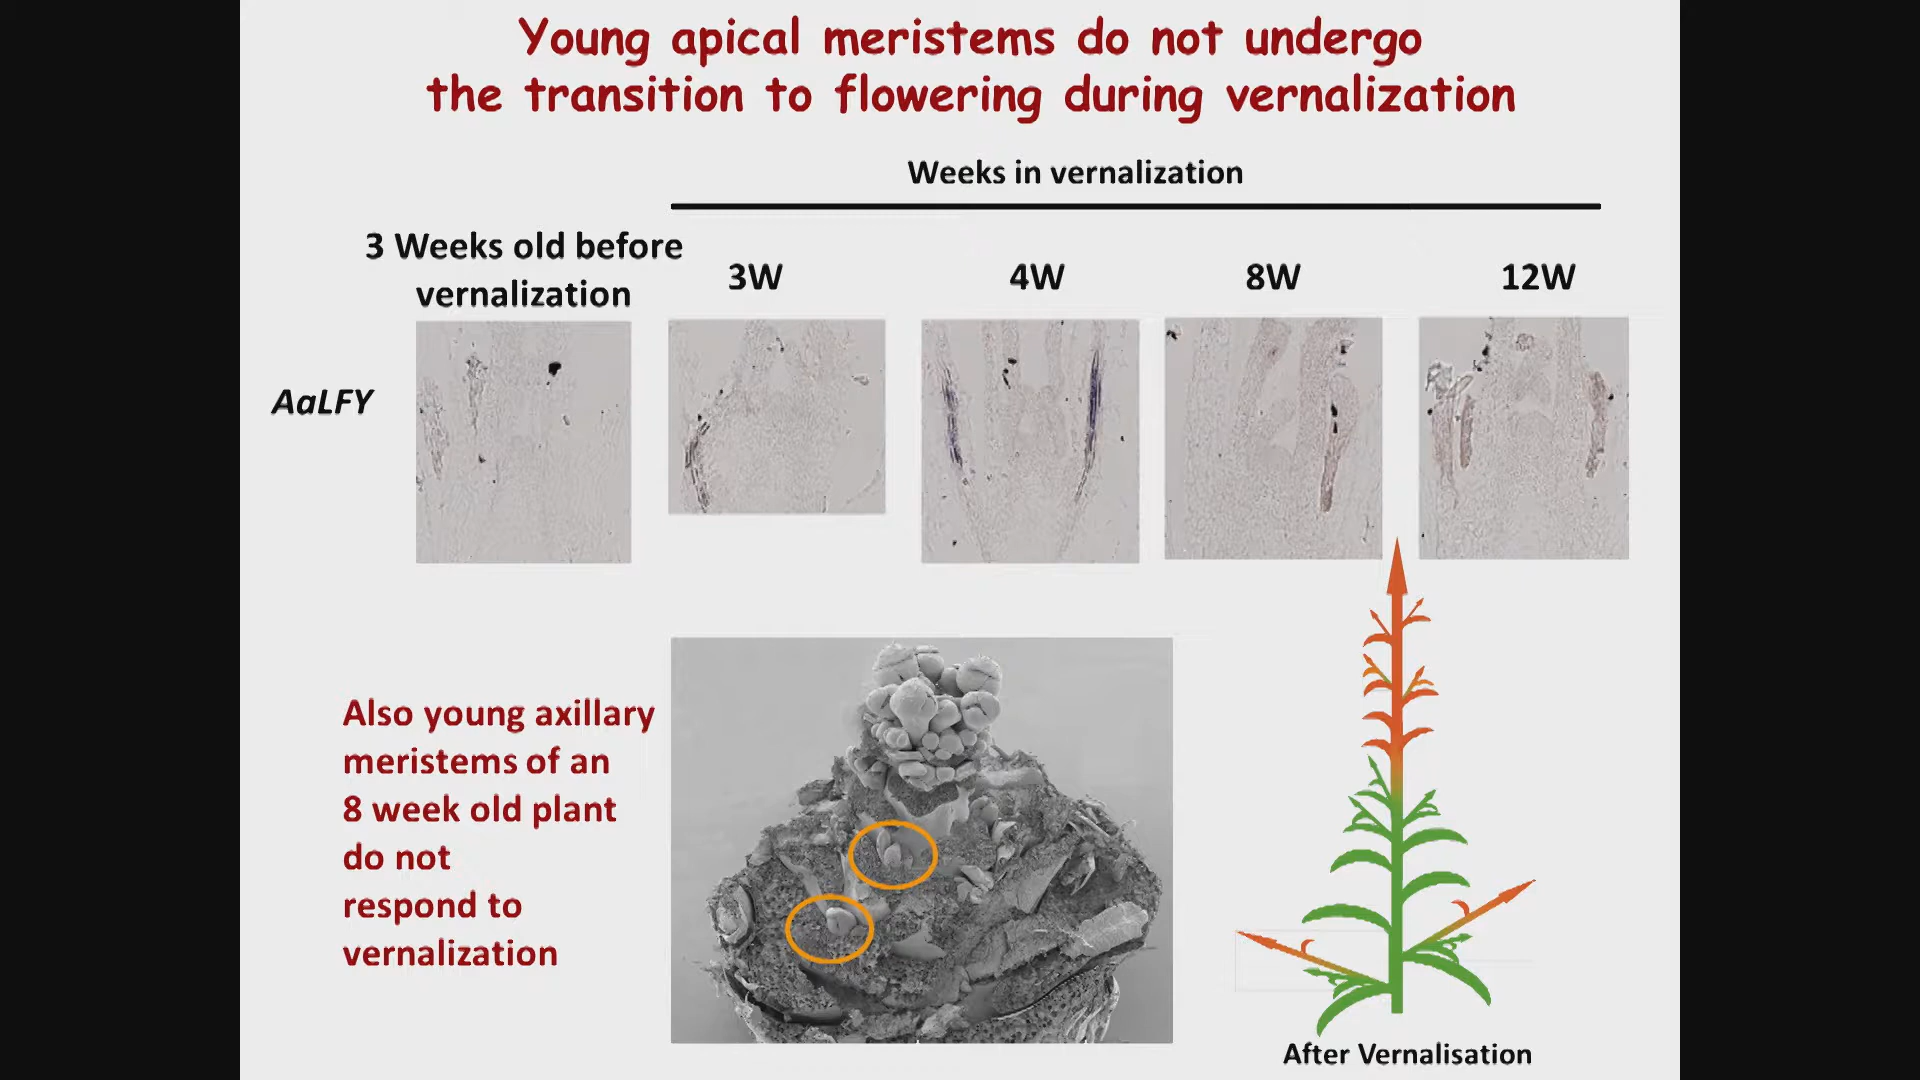 Young apical meristems do not undergo
the transition to flowering during vernalization
Weeks in vernalization
3 Weeks old before
vernalization
3W
4W
8W
12W
AaLFY
Also young axillary
meristems of an
8 week old plant
do not
respond to
vernalization
After Vernalisation